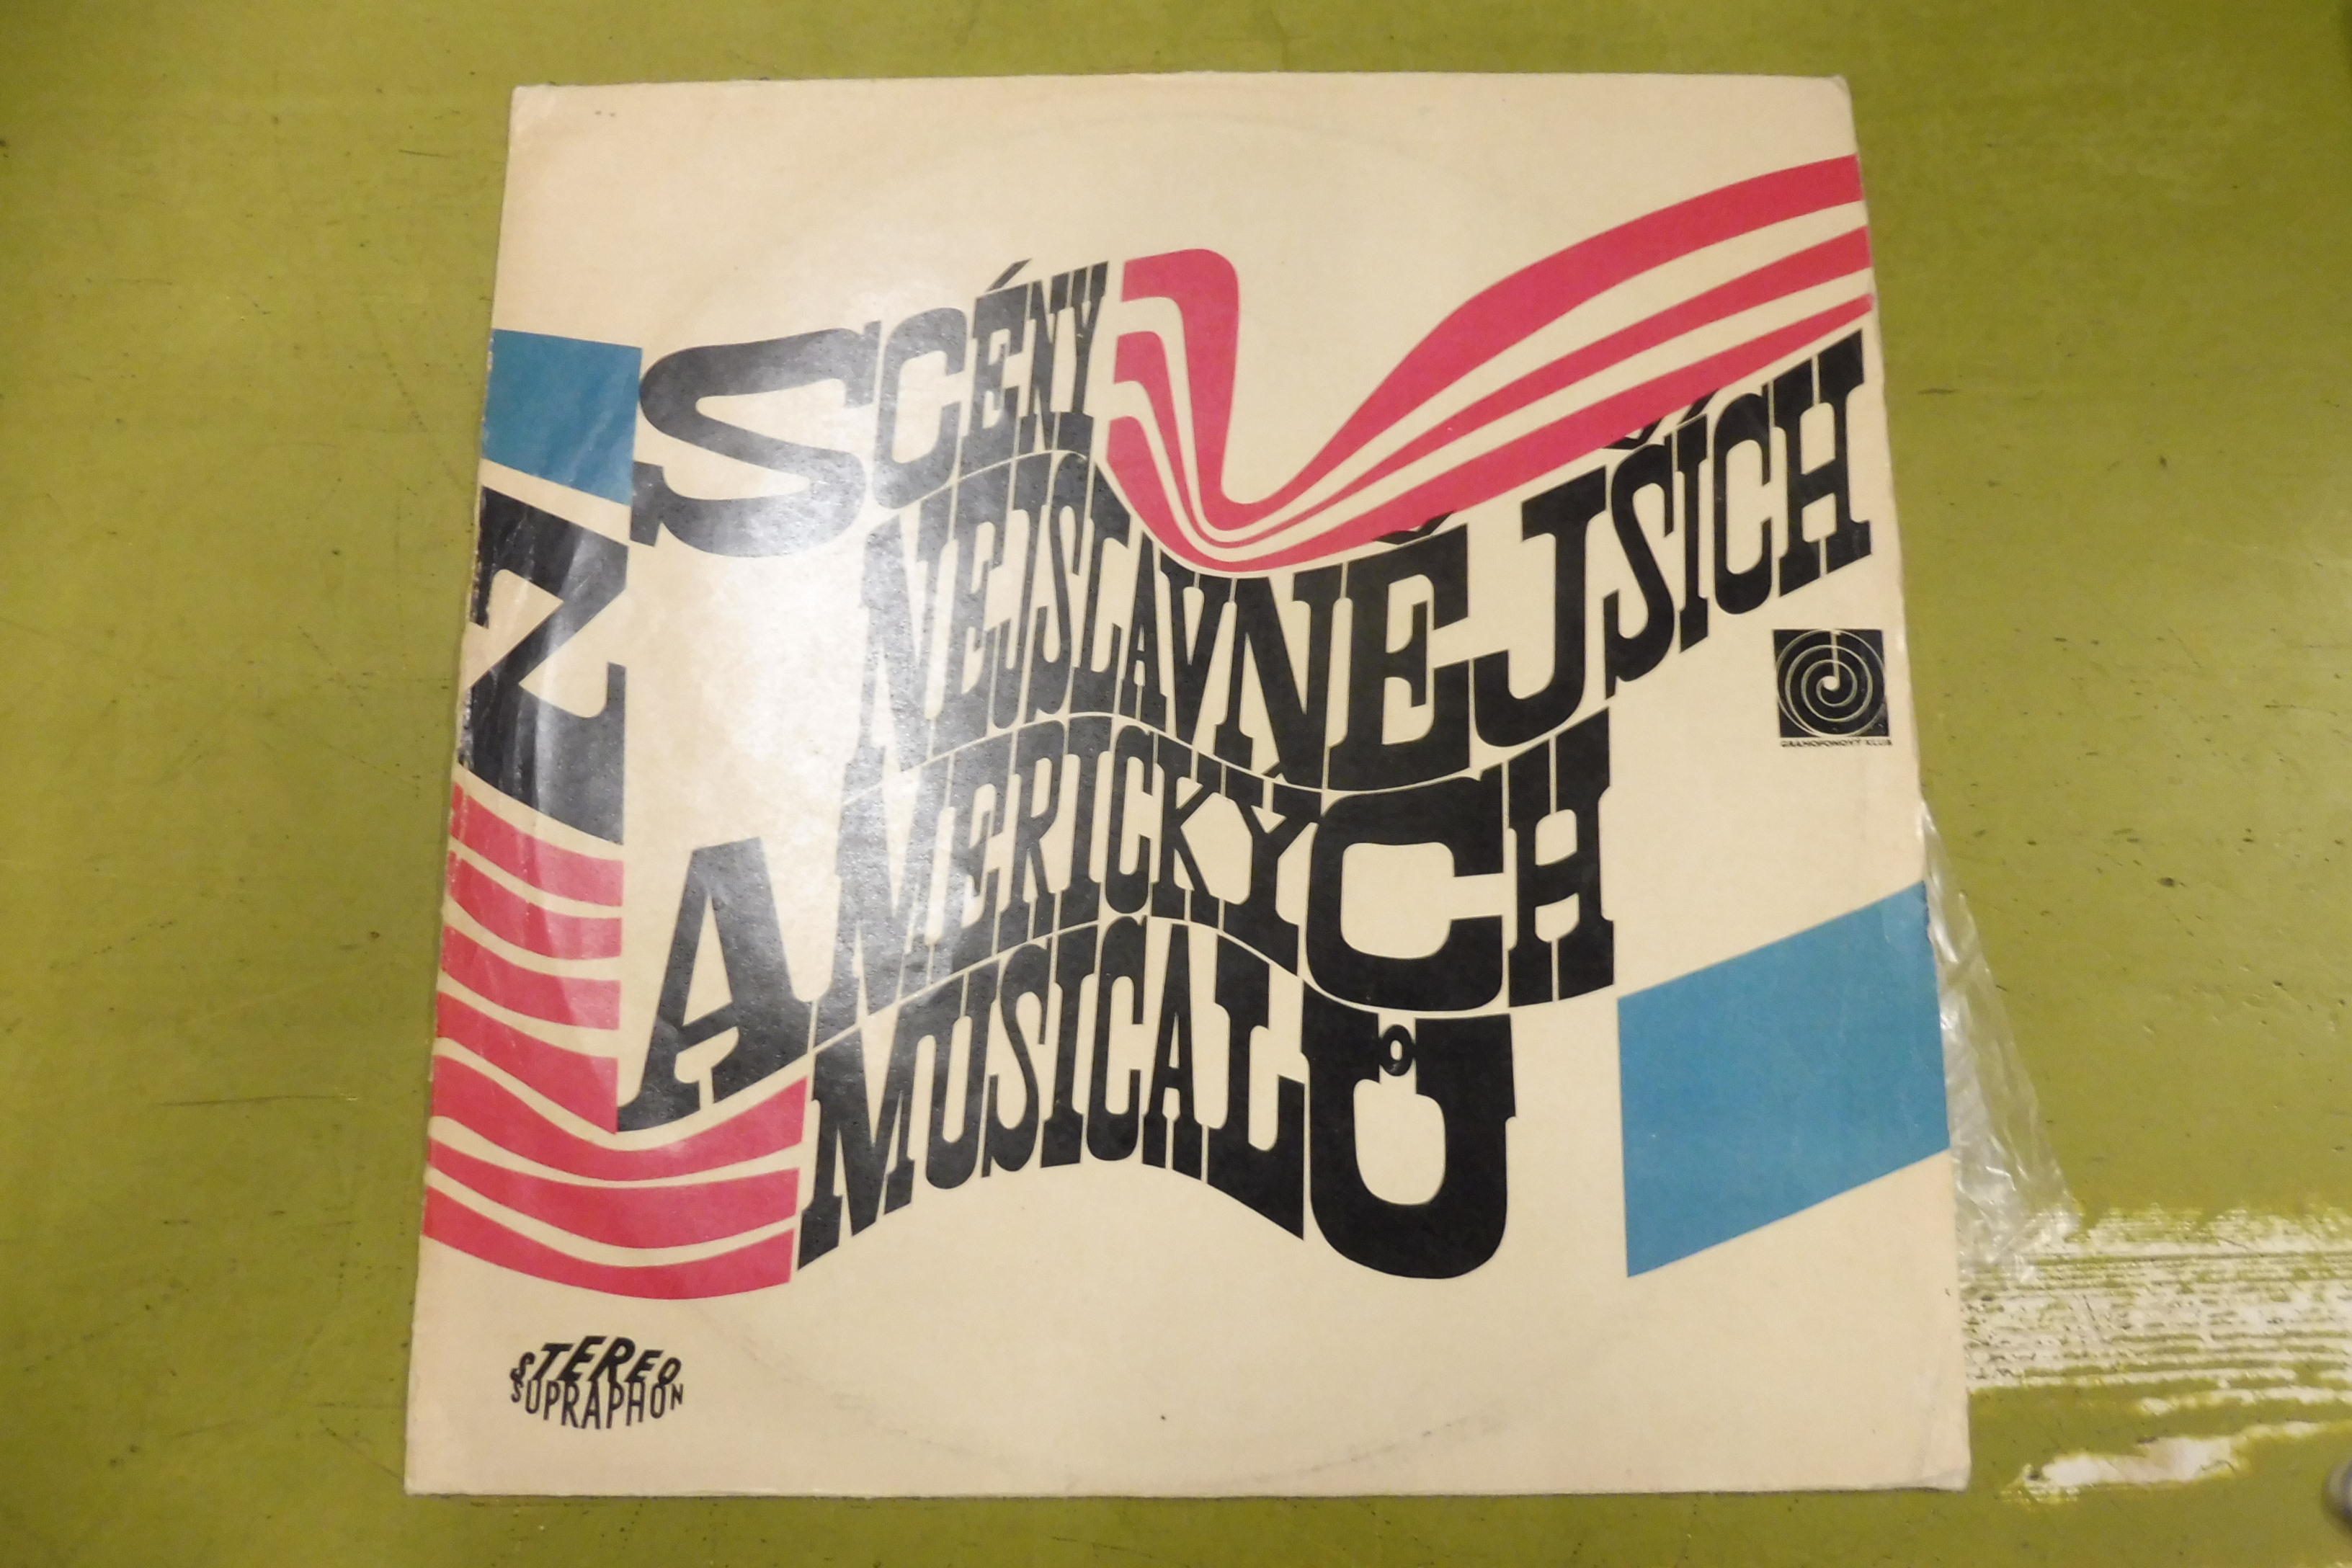 Z SCÉNY
NEJSLAVNĚJŠÍCH
AMERICKÝCH
MUSICALŮ
GRAMOFONOVÝ KLUB
STEREO
SUPRAPHON